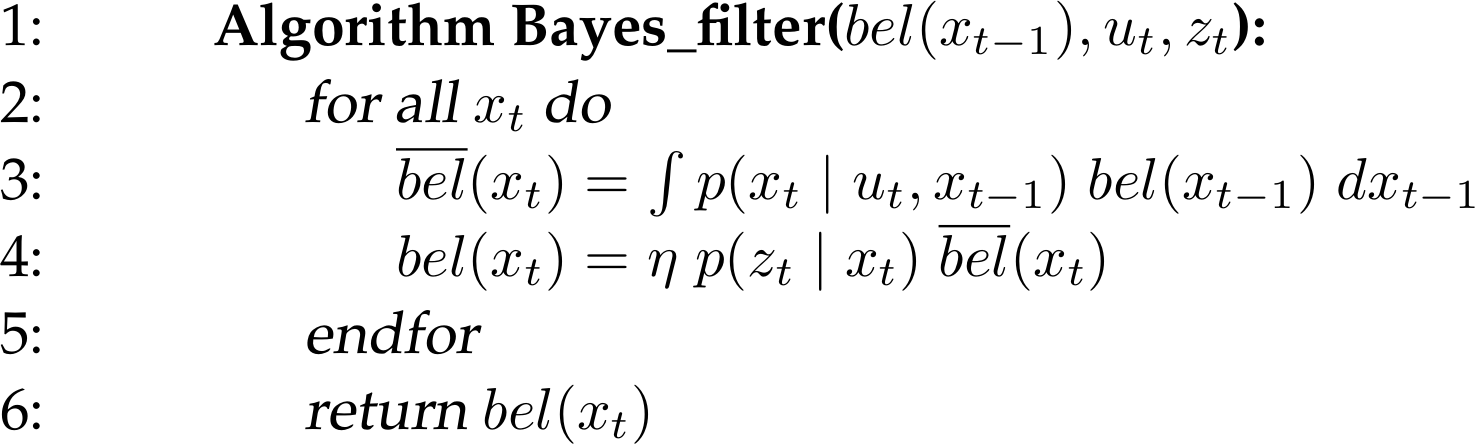 1: Algorithm Bayes_filter(bel(x_{t−1}), u_t, z_t):
2: for all x_t do
3: \overline{bel}(x_t) = ∫ p(x_t | u_t, x_{t−1}) bel(x_{t−1}) dx_{t−1}
4: bel(x_t) = η p(z_t | x_t) \overline{bel}(x_t)
5: endfor
6: return bel(x_t)